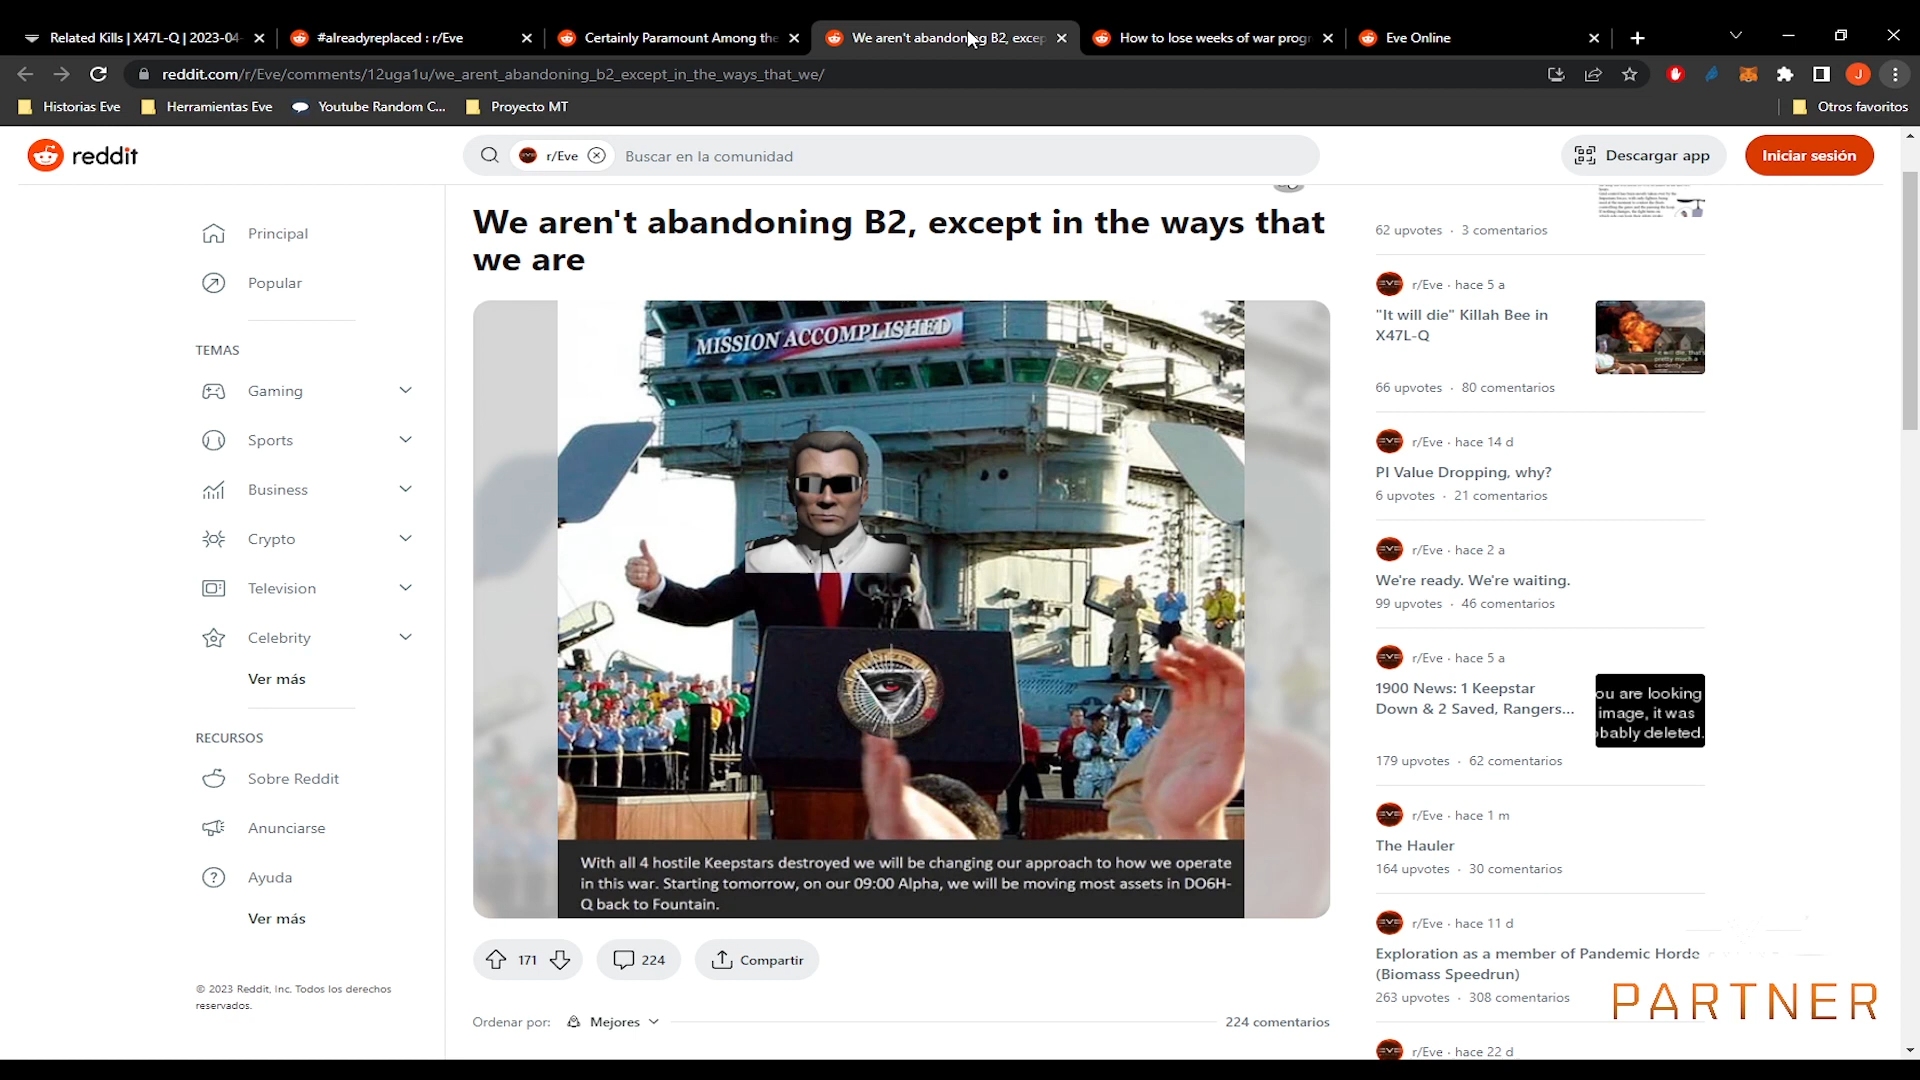 Related Kills | X47L-Q | 2023-04-
#alreadyreplaced : r/Eve
Certainly Paramount Among the
We aren't abandoning B2, excep
How to lose weeks of war progr
Eve Online
reddit.com/r/Eve/comments/12uga1u/we_arent_abandoning_b2_except_in_the_ways_that_we/
J
Historias Eve
Herramientas Eve
Youtube Random C...
Proyecto MT
Otros favoritos
reddit
r/Eve
Buscar en la comunidad
Descargar app
Iniciar sesión
Principal
Popular
TEMAS
Gaming
Sports
Business
Crypto
Television
Celebrity
Ver más
RECURSOS
Sobre Reddit
Anunciarse
Ayuda
Ver más
© 2023 Reddit, Inc. Todos los derechos
reservados.
We aren't abandoning B2, except in the ways that
we are
MISSION ACCOMPLISHED
With all 4 hostile Keepstars destroyed we will be changing our approach to how we operate
in this war. Starting tomorrow, on our 09:00 Alpha, we will be moving most assets in DO6H-
Q back to Fountain.
171
224
Compartir
Ordenar por:
Mejores
224 comentarios
62 upvotes · 3 comentarios
r/Eve · hace 5 a
"It will die" Killah Bee in
X47L-Q
66 upvotes · 80 comentarios
r/Eve · hace 14 d
PI Value Dropping, why?
6 upvotes · 21 comentarios
r/Eve · hace 2 a
We're ready. We're waiting.
99 upvotes · 46 comentarios
r/Eve · hace 5 a
1900 News: 1 Keepstar
Down & 2 Saved, Rangers...
ou are looking
image, it was
bably deleted.
179 upvotes · 62 comentarios
r/Eve · hace 1 m
The Hauler
164 upvotes · 30 comentarios
r/Eve · hace 11 d
Exploration as a member of Pandemic Horde
(Biomass Speedrun)
263 upvotes · 308 comentarios
r/Eve · hace 22 d
PARTNER